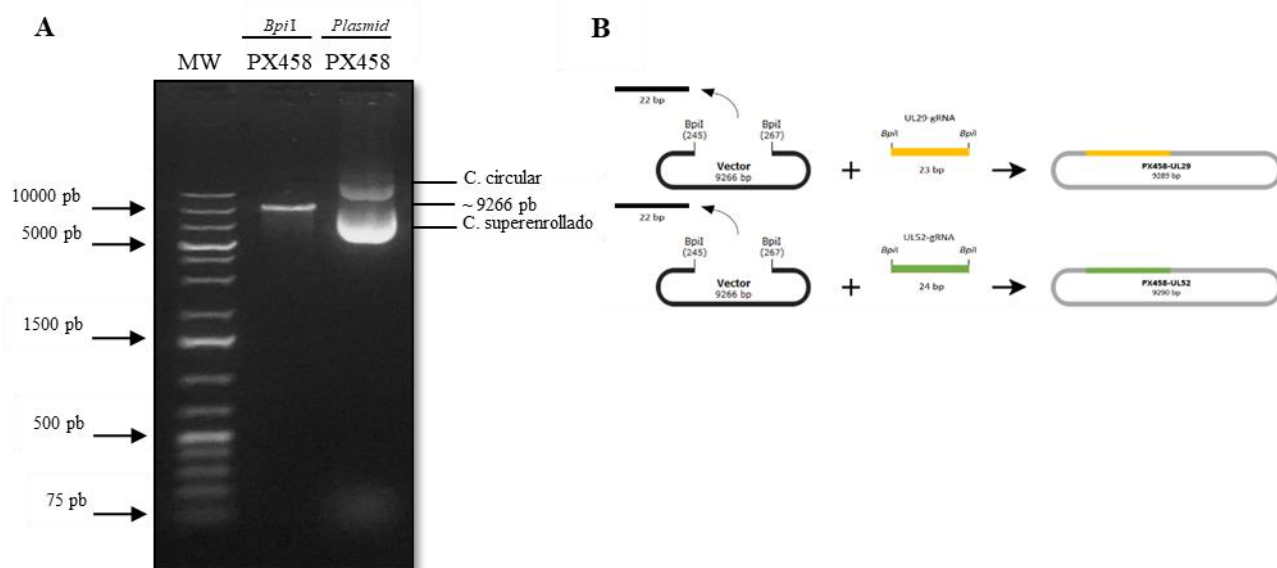 A
BpiI Plasmid
MW PX458 PX458
10000 pb
5000 pb
1500 pb
500 pb
75 pb
C. circular
~ 9266 pb
C. superenrollado
B
22 bp
BpiI
(245)
BpiI
(267)
Vector
9266 bp
+
UL29-gRNA
BpiI BpiI
23 bp
PX458-UL29
9289 bp
22 bp
BpiI
(245)
BpiI
(267)
Vector
9266 bp
+
UL52-gRNA
BpiI BpiI
24 bp
PX458-UL52
9290 bp